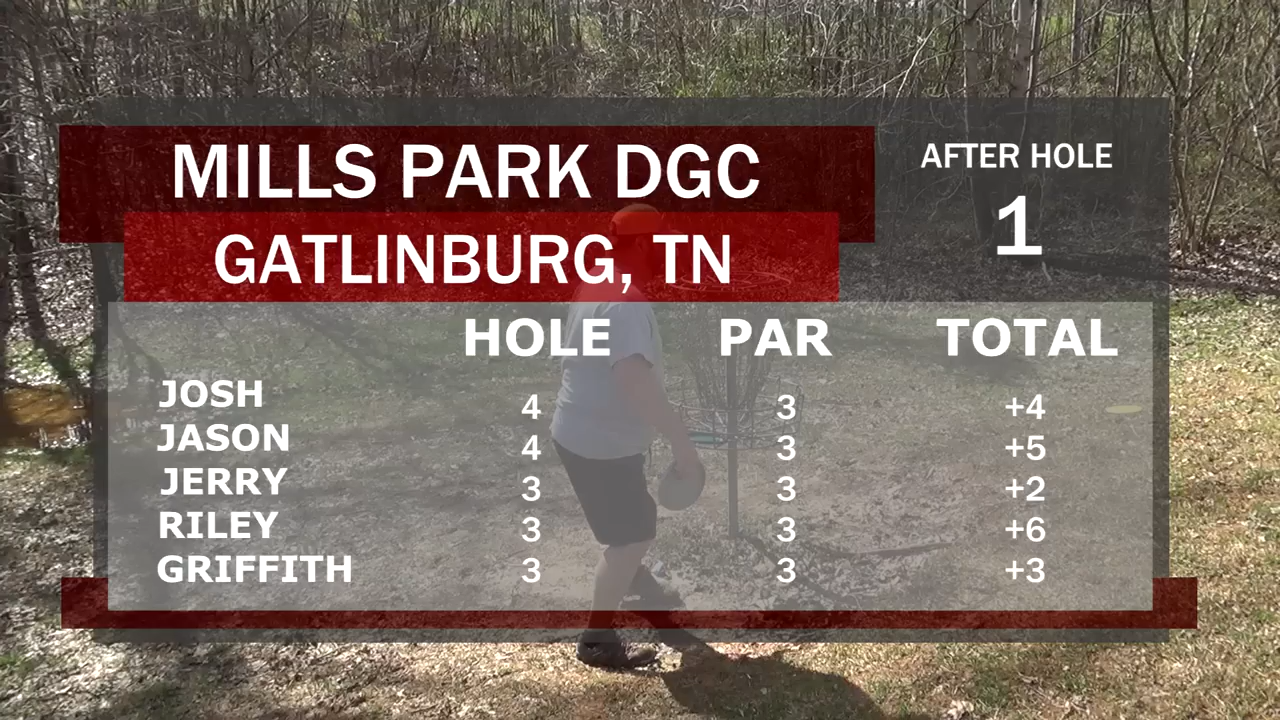 MILLS PARK DGC
GATLINBURG, TN
AFTER HOLE
1
HOLE PAR TOTAL
JOSH 4 3 +4
JASON 4 3 +5
JERRY 3 3 +2
RILEY 3 3 +6
GRIFFITH 3 3 +3